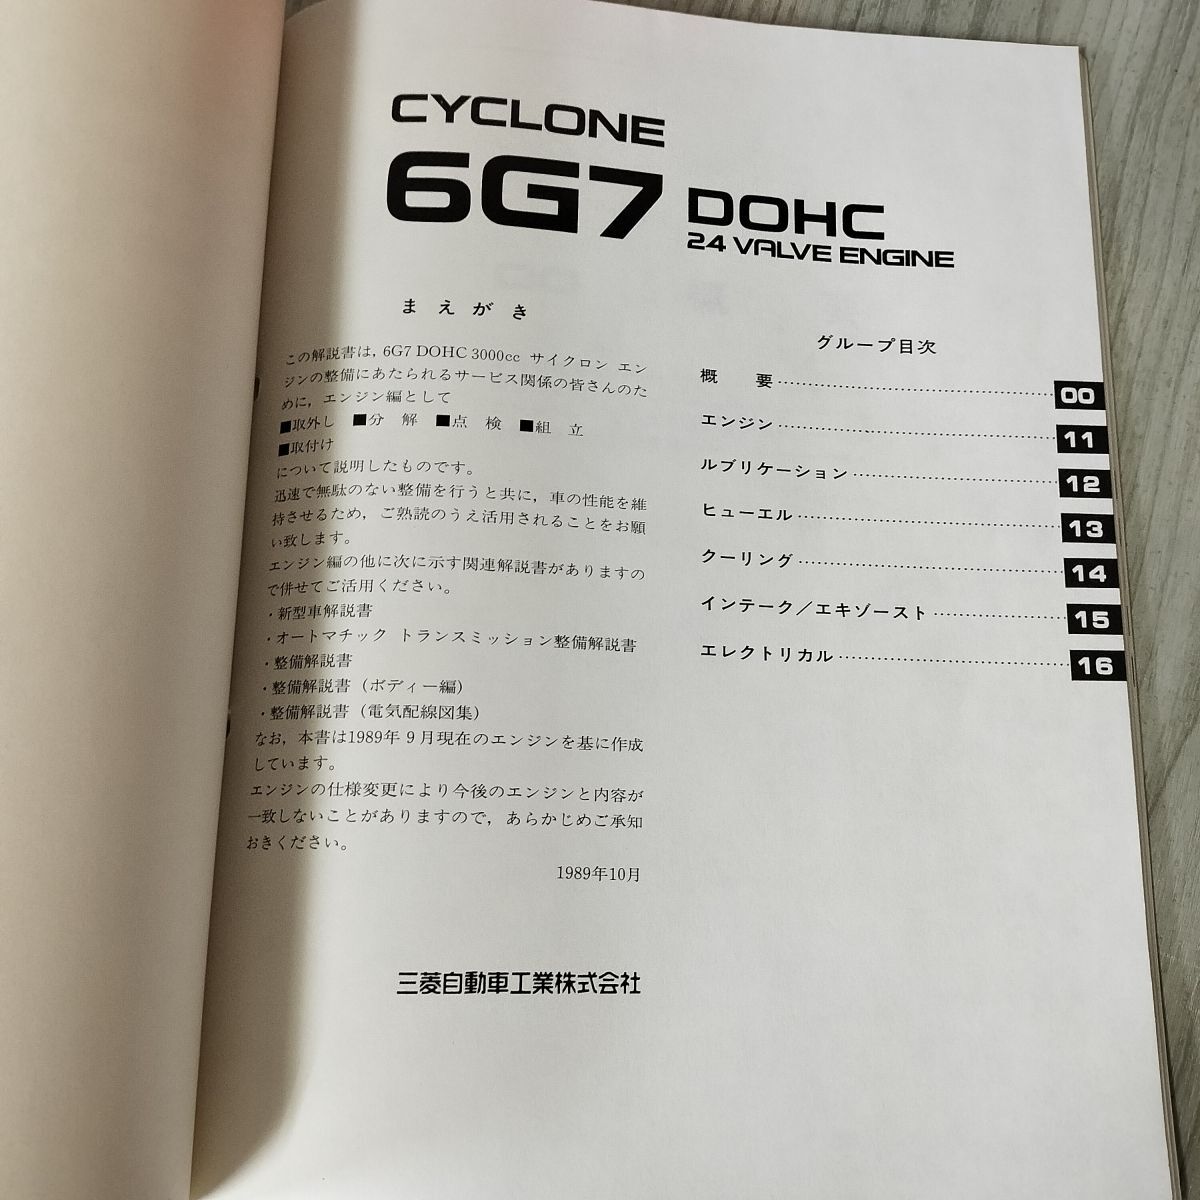 CYCLONE
6G7 DOHC
24 VALVE ENGINE
まえがき
この解説書は，6G7 DOHC 3000cc サイクロン エン
ジンの整備にあたられるサービス関係の皆さんのた
めに，エンジン編として
■取外し ■分 解 ■点 検 ■組 立
■取付け
について説明したものです。
迅速で無駄のない整備を行うと共に，車の性能を維
持させるため，ご熟読のうえ活用されることをお願
い致します。
エンジン編の他に次に示す関連解説書がありますの
で併せてご活用ください。
・新型車解説書
・オートマチック トランスミッション整備解説書
・整備解説書
・整備解説書（ボディー編）
・整備解説書（電気配線図集）
なお，本書は1989年 9 月現在のエンジンを基に作成
しています。
エンジンの仕様変更により今後のエンジンと内容が
一致しないことがありますので，あらかじめご承知
おきください。
1989年10月
三菱自動車工業株式会社
グループ目次
概 要 00
エンジン 11
ルブリケーション 12
ヒューエル 13
クーリング 14
インテーク／エキゾースト 15
エレクトリカル 16